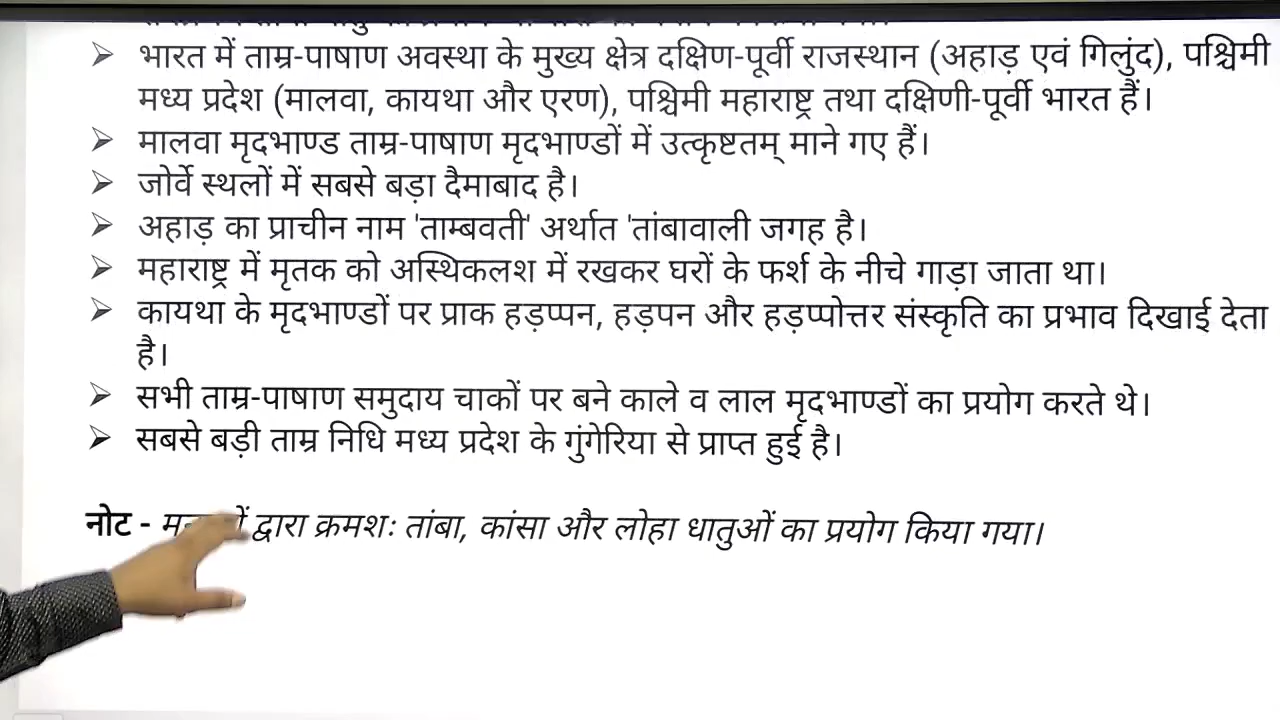 ➢ भारत में ताम्र-पाषाण अवस्था के मुख्य क्षेत्र दक्षिण-पूर्वी राजस्थान (अहाड़ एवं गिलुंद), पश्चिमी
मध्य प्रदेश (मालवा, कायथा और एरण), पश्चिमी महाराष्ट्र तथा दक्षिणी-पूर्वी भारत हैं।
➢ मालवा मृदभाण्ड ताम्र-पाषाण मृदभाण्डों में उत्कृष्टतम् माने गए हैं।
➢ जोर्वे स्थलों में सबसे बड़ा दैमाबाद है।
➢ अहाड़ का प्राचीन नाम 'ताम्बवती' अर्थात 'तांबावाली जगह है।
➢ महाराष्ट्र में मृतक को अस्थिकलश में रखकर घरों के फर्श के नीचे गाड़ा जाता था।
➢ कायथा के मृदभाण्डों पर प्राक हड़प्पन, हड़पन और हड़प्पोत्तर संस्कृति का प्रभाव दिखाई देता
है।
➢ सभी ताम्र-पाषाण समुदाय चाकों पर बने काले व लाल मृदभाण्डों का प्रयोग करते थे।
➢ सबसे बड़ी ताम्र निधि मध्य प्रदेश के गुंगेरिया से प्राप्त हुई है।
नोट - द्वारा क्रमशः तांबा, कांसा और लोहा धातुओं का प्रयोग किया गया।